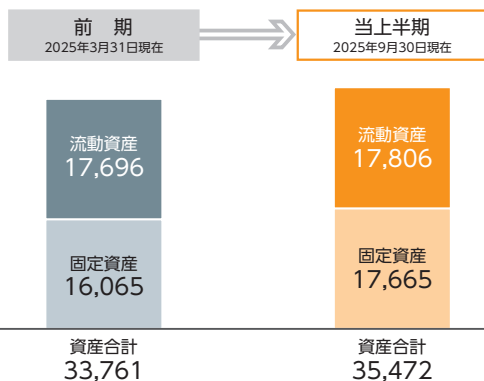 前 期
2025年3月31日現在
当上半期
2025年9月30日現在
流動資産
17,696
流動資産
17,806
固定資産
16,065
固定資産
17,665
資産合計
33,761
資産合計
35,472